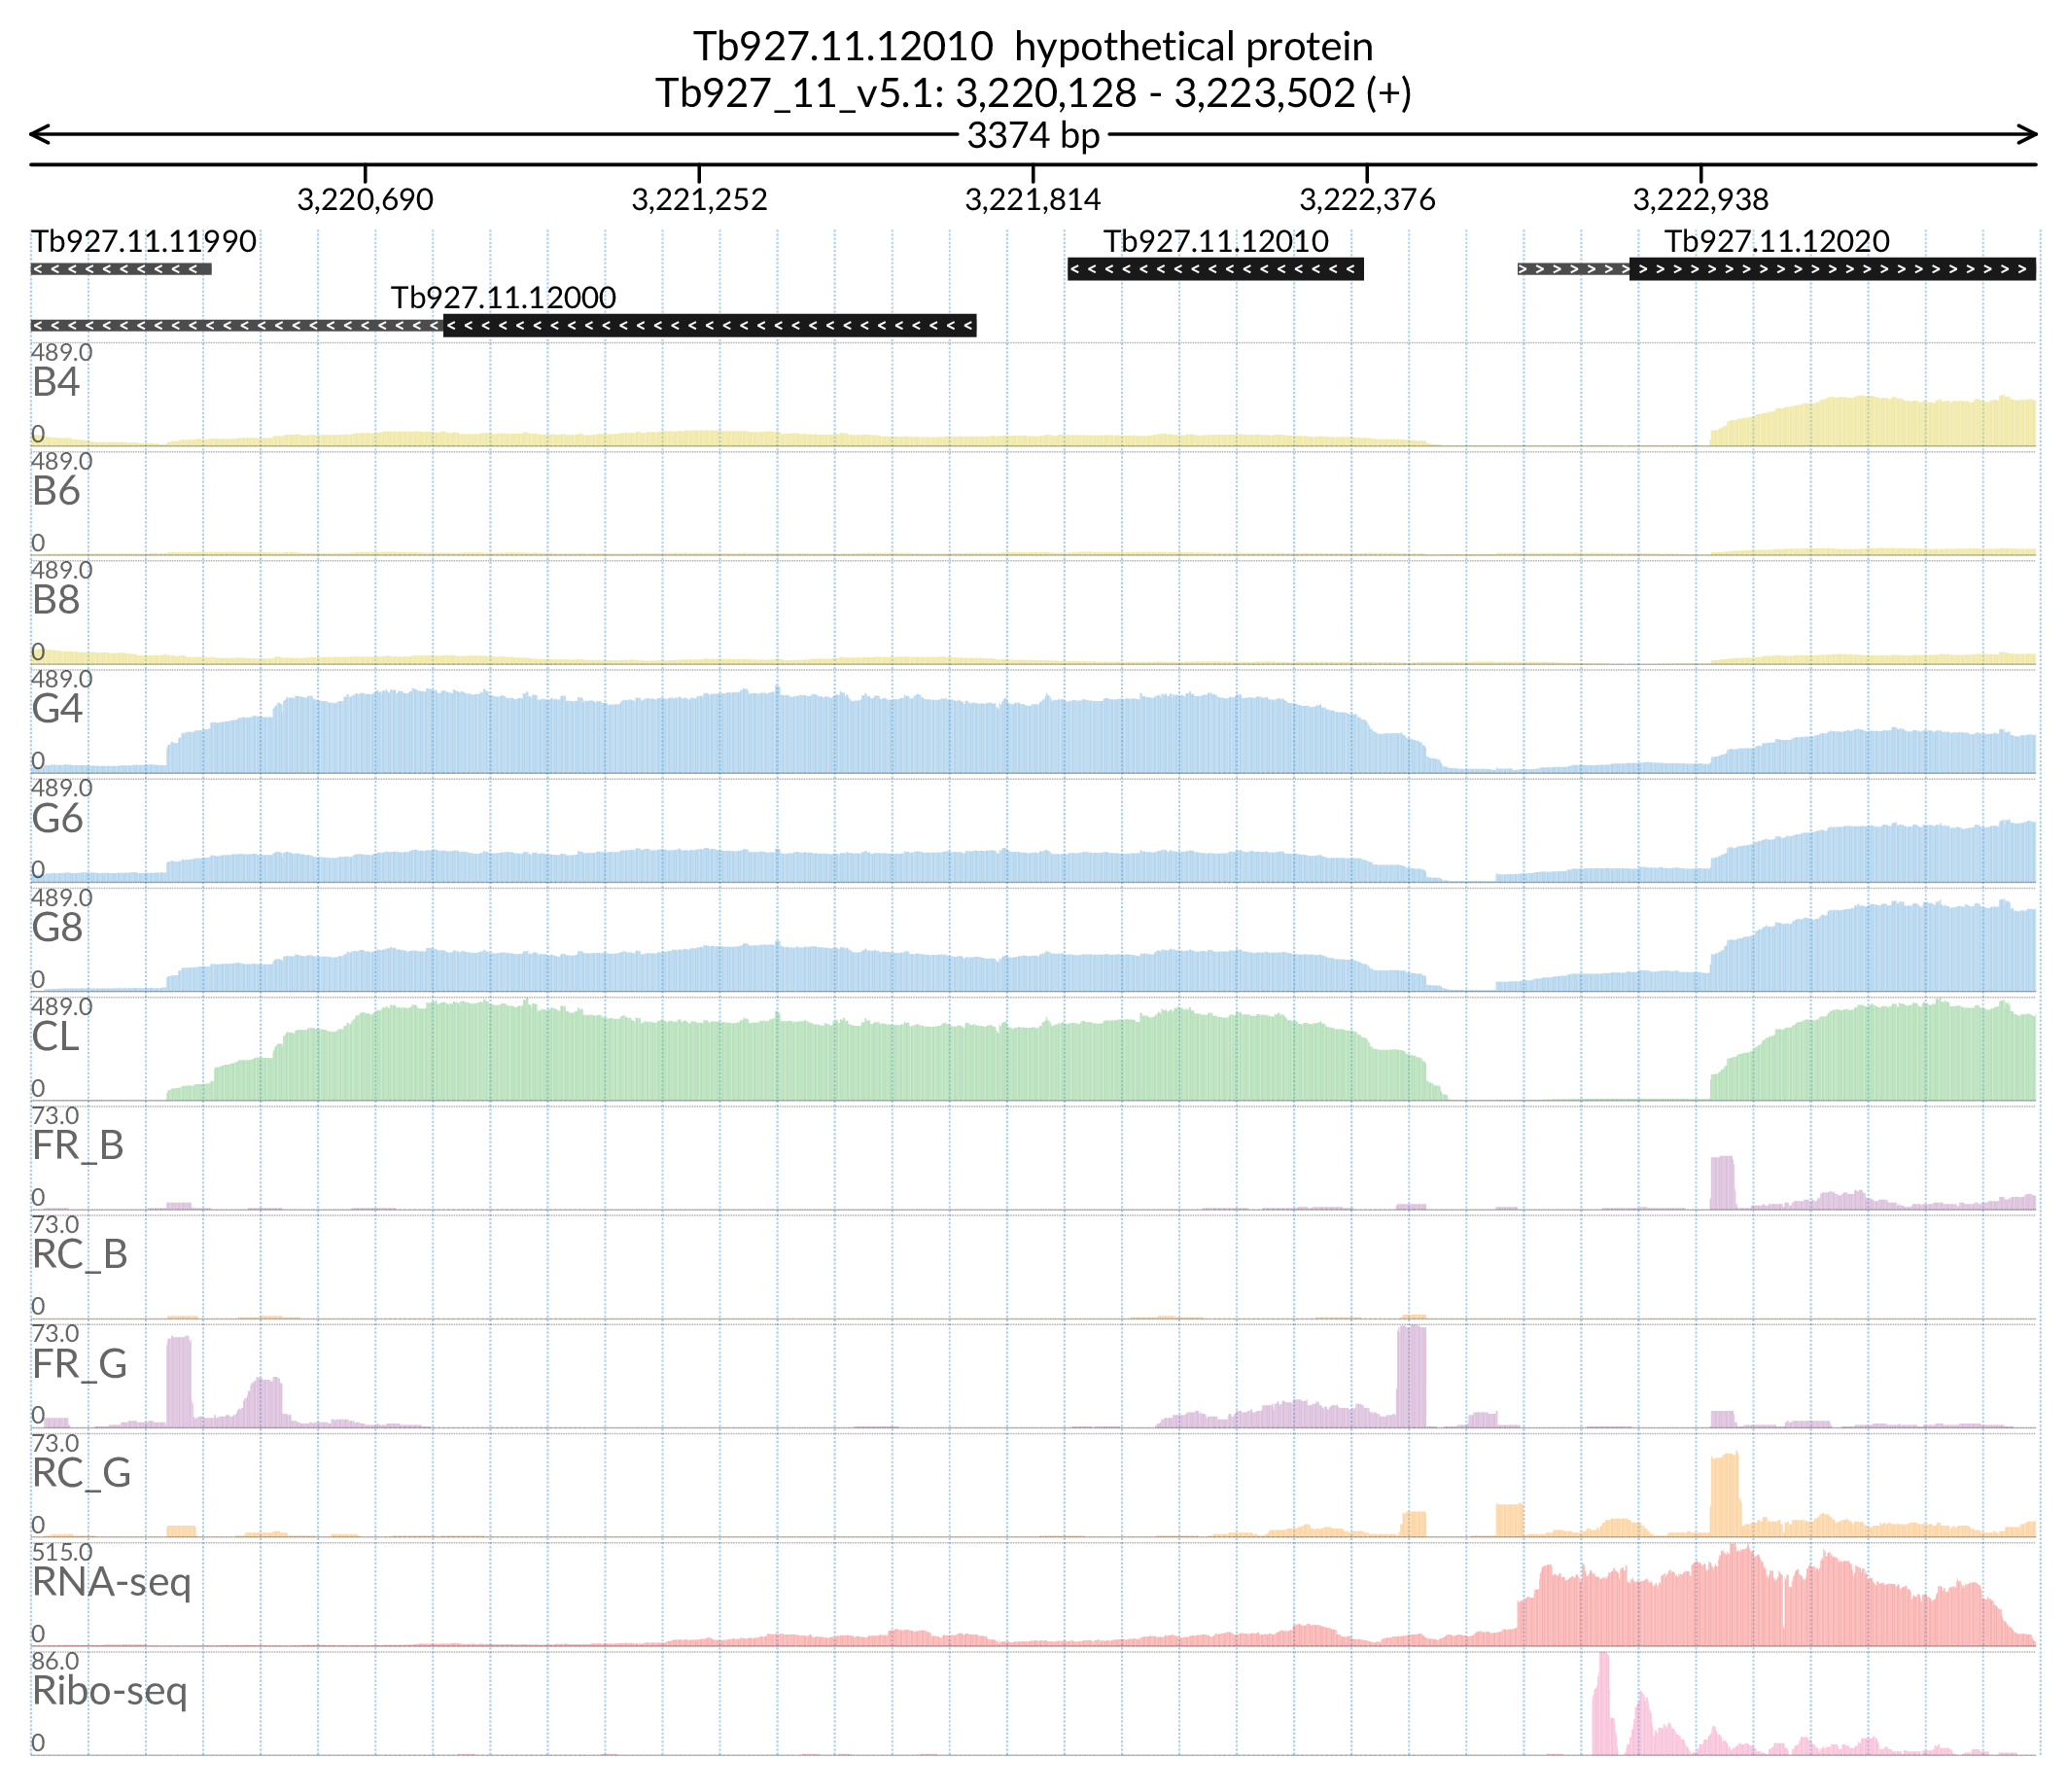 Tb927.11.12010 hypothetical protein
Tb927_11_v5.1: 3,220,128 - 3,223,502 (+)
3374 bp
3,220,690 3,221,252 3,221,814 3,222,376 3,222,938
Tb927.11.11990 Tb927.11.12010 Tb927.11.12020
Tb927.11.12000
489.0
B4
0
489.0
B6
0
489.0
B8
0
489.0
G4
0
489.0
G6
0
489.0
G8
0
489.0
CL
0
73.0
FR_B
0
73.0
RC_B
0
73.0
FR_G
0
73.0
RC_G
0
515.0
RNA-seq
0
86.0
Ribo-seq
0